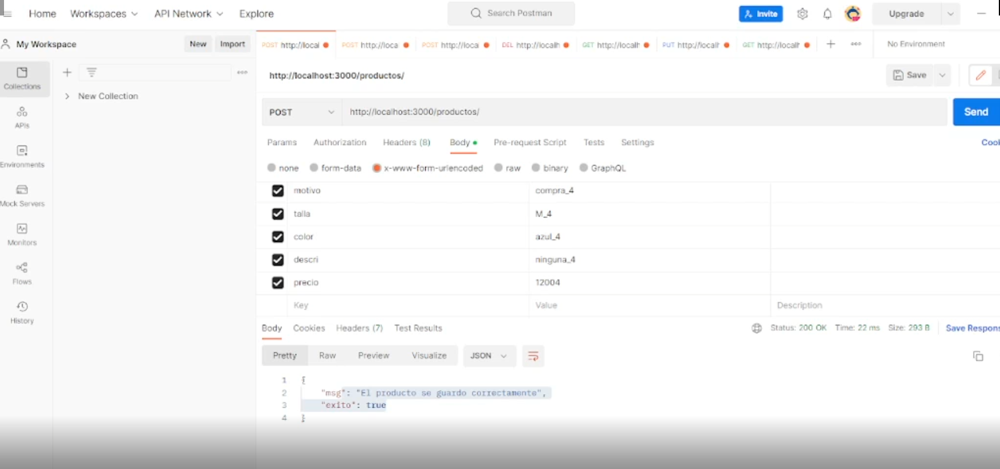 Home Workspaces API Network Explore Search Postman Invite Upgrade
My Workspace New Import POST http://local POST http://loca POST http://loca DEL http://localh GET http://localh PUT http://localh GET http://localh No Environment
Collections
New Collection
http://localhost:3000/productos/ Save
POST http://localhost:3000/productos/ Send
APIs
Params Authorization Headers (8) Body Pre-request Script Tests Settings Cook
Environments
none form-data x-www-form-urlencoded raw binary GraphQL
motivo compra_4
Mock Servers
talla M_4
color azul_4
Monitors
descri ninguna_4
Flows
precio 12004
Key Value Description
History
Body Cookies Headers (7) Test Results Status: 200 OK Time: 22 ms Size: 293 B Save Respons
Pretty Raw Preview Visualize JSON
1 {
2 "msg": "El producto se guardo correctamente",
3 "exito": true
4 }